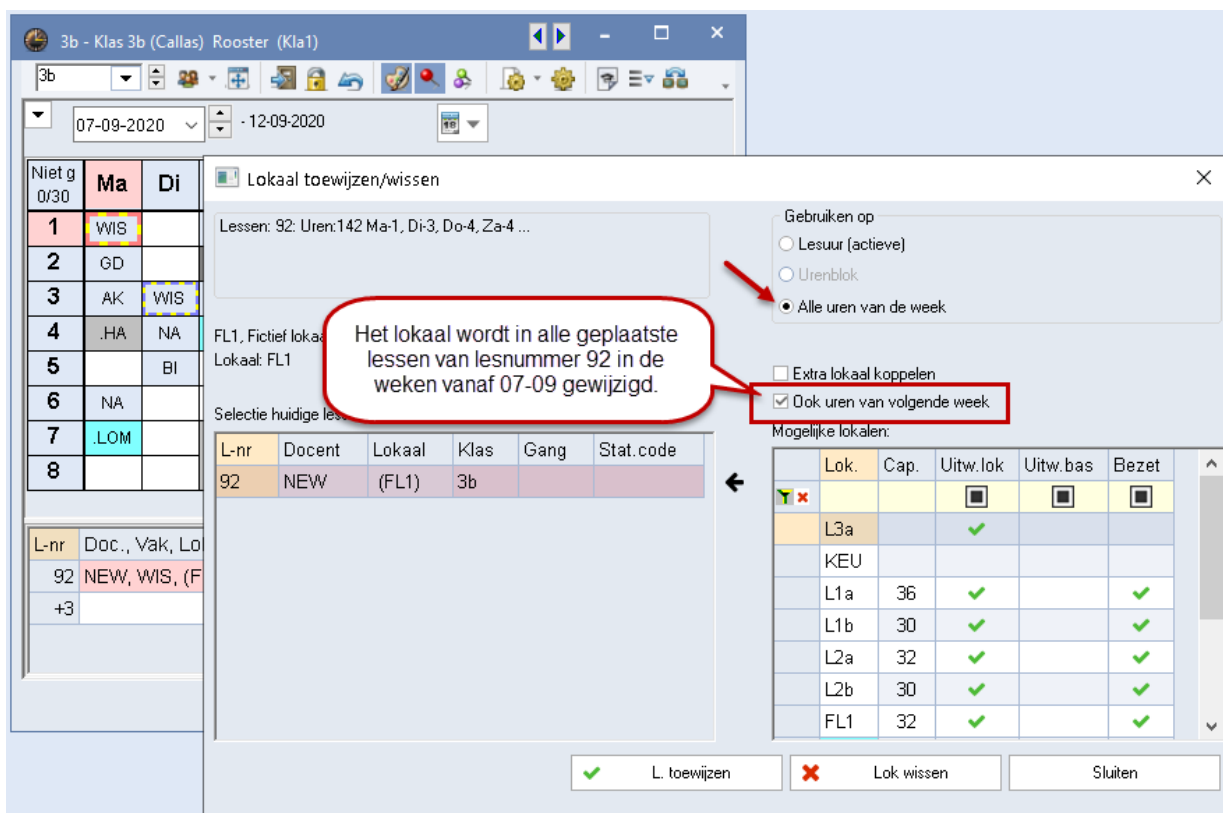 3b - Klas 3b (Callas) Rooster (Kla1)
3b
07-09-2020 - 12-09-2020
Niet g
0/30
Ma Di
1 WIS
2 GD
3 AK WIS
4 .HA NA
5 BI
6 NA
7 .LOM
8
L-nr Doc., Vak, Lo
92 NEW, WIS, (F
+3
Lokaal toewijzen/wissen
Lessen: 92: Uren:142 Ma-1, Di-3, Do-4, Za-4 ...
FL1, Fictief lokaa
Lokaal: FL1
Het lokaal wordt in alle geplaatste
lessen van lesnummer 92 in de
weken vanaf 07-09 gewijzigd.
Selectie huidige les
L-nr Docent Lokaal Klas Gang Stat.code
92 NEW (FL1) 3b
Gebruiken op
Lesuur (actieve)
Urenblok
Alle uren van de week
Extra lokaal koppelen
Ook uren van volgende week
Mogelijke lokalen:
Lok. Cap. Uitw.lok Uitw.bas Bezet
L3a
KEU
L1a 36
L1b 30
L2a 32
L2b 30
FL1 32
L. toewijzen Lok wissen Sluiten